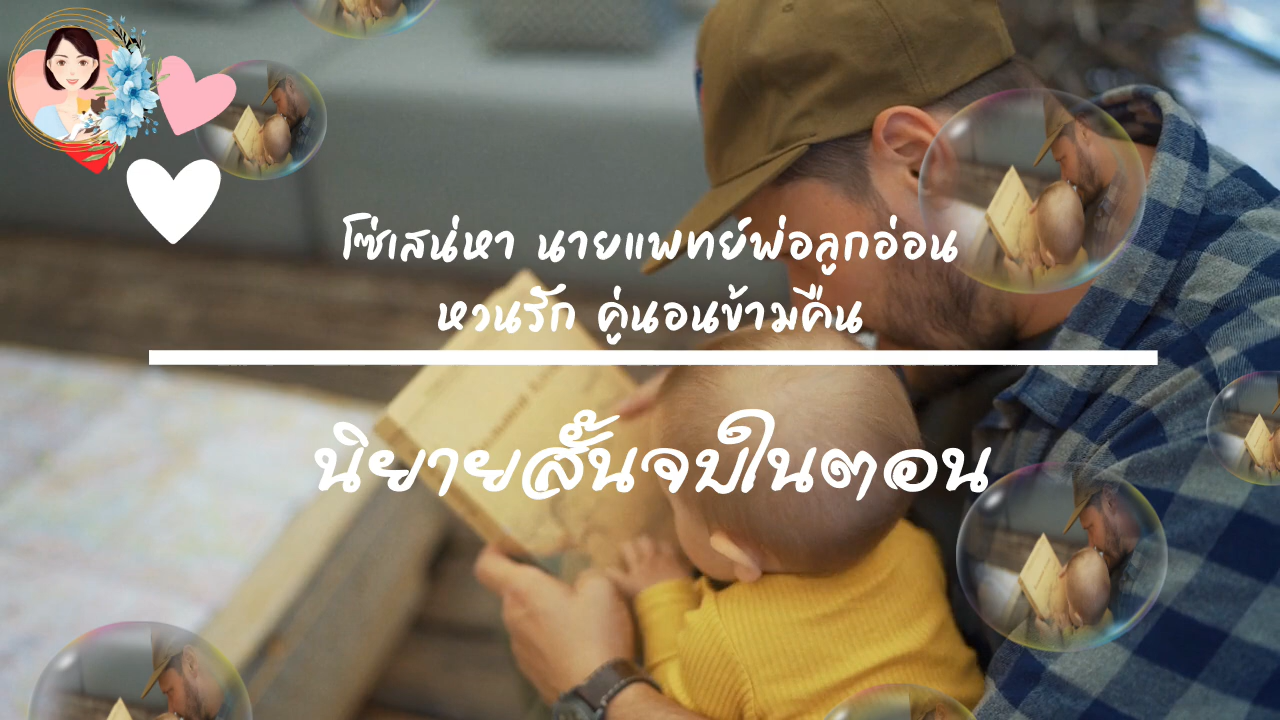 โซ่เสน่หา นายแพทย์พ่อลูกอ่อน
หวนรัก คู่นอนข้ามคืน
นิยายสั้นจบในตอน